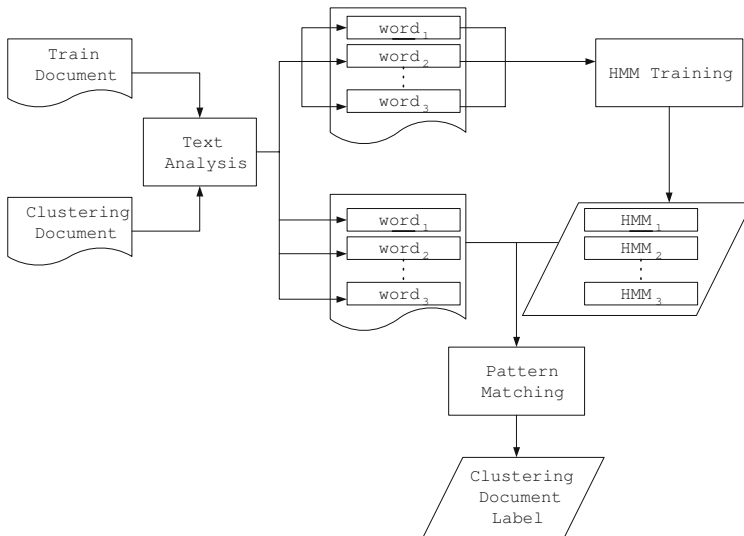 Train
Document
Text
Analysis
Clustering
Document
word1
word2
word3
HMM Training
word1
word2
word3
HMM1
HMM2
HMM3
Pattern
Matching
Clustering
Document
Label